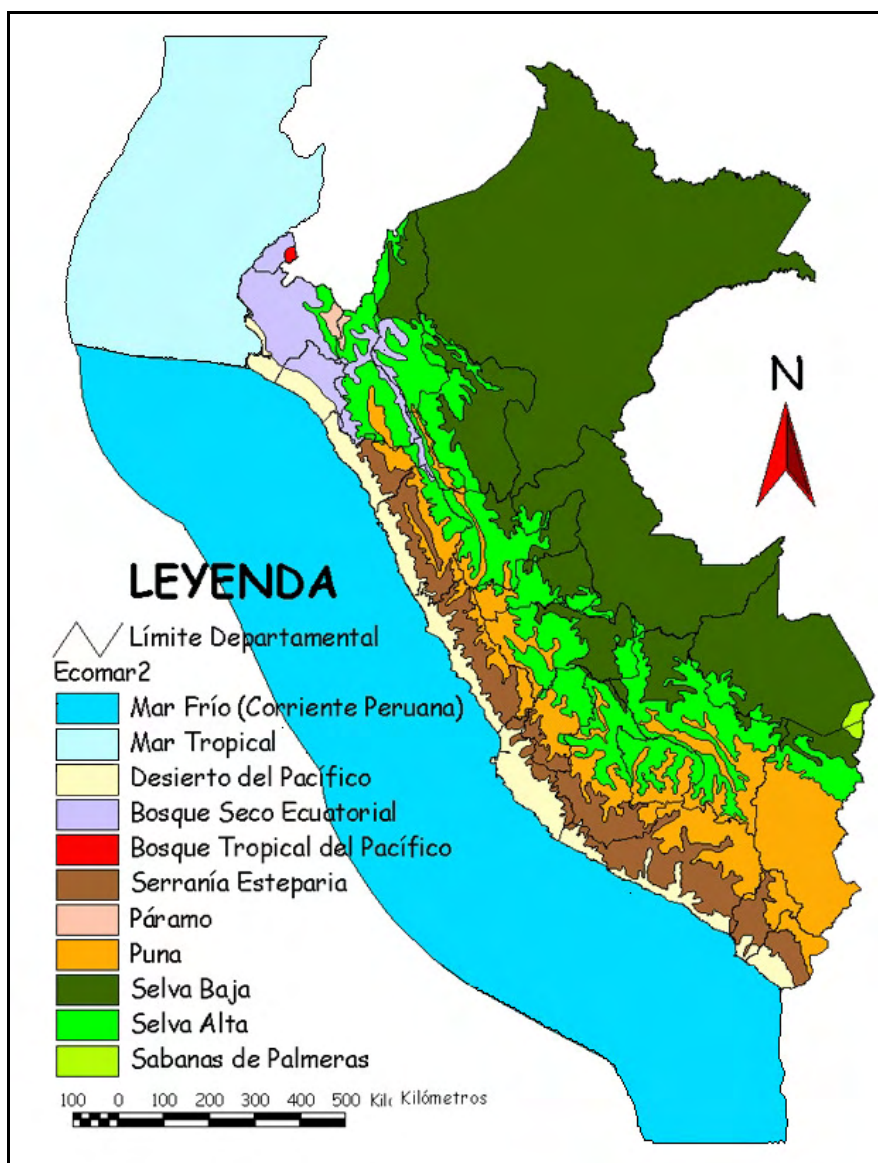 N
LEYENDA
Límite Departamental
Ecomar2
Mar Frío (Corriente Peruana)
Mar Tropical
Desierto del Pacífico
Bosque Seco Ecuatorial
Bosque Tropical del Pacífico
Serranía Esteparia
Páramo
Puna
Selva Baja
Selva Alta
Sabanas de Palmeras
100 0 100 200 300 400 500 Kilc Kilómetros